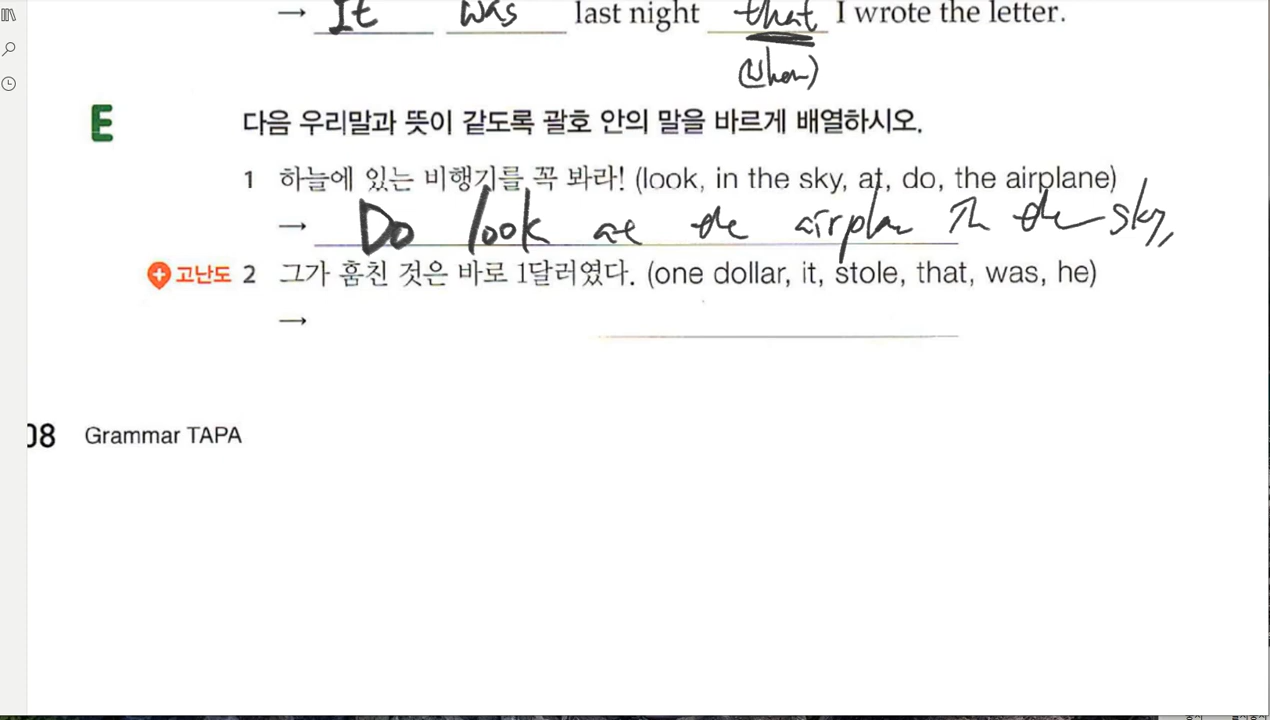 → It was last night that I wrote the letter.
(when)
E 다음 우리말과 뜻이 같도록 괄호 안의 말을 바르게 배열하시오.
1 하늘에 있는 비행기를 꼭 봐라! (look, in the sky, at, do, the airplane)
→ Do look at the airplan in the sky,
고난도 2 그가 훔친 것은 바로 1달러였다. (one dollar, it, stole, that, was, he)
→
08 Grammar TAPA